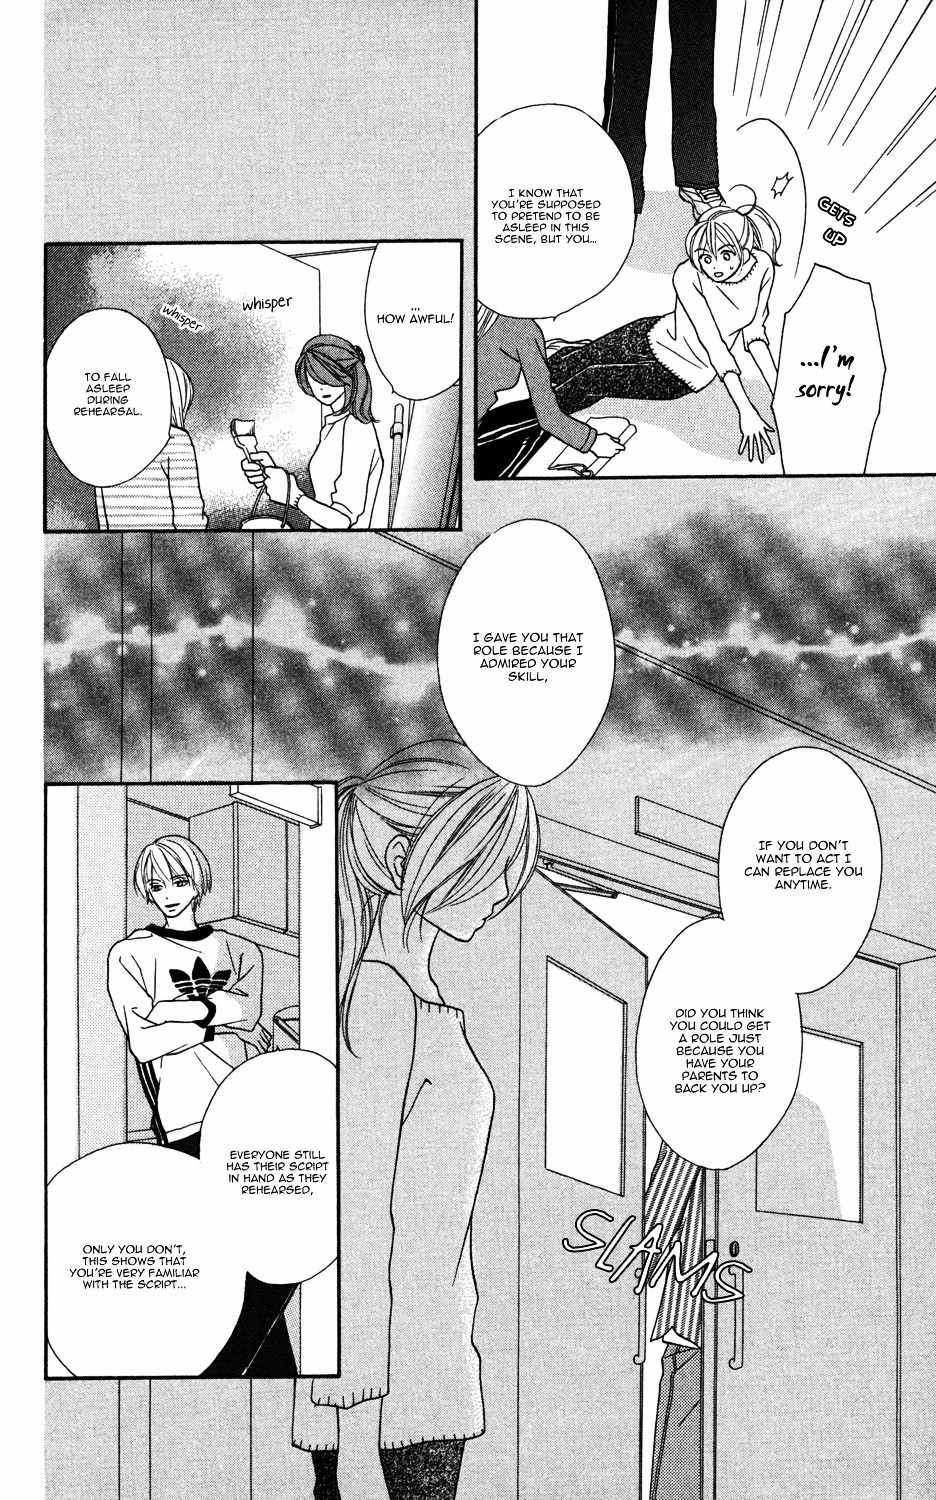 I KNOW THAT
YOU'RE SUPPOSED
TO PRETEND TO BE
ASLEEP IN THIS
SCENE, BUT YOU...
GETS
UP
...I'm
sorry!
...
HOW AWFUL!
whisper
whisper
TO FALL
ASLEEP
DURING
REHEARSAL.
I GAVE YOU THAT
ROLE BECAUSE I
ADMIRED YOUR
SKILL,
IF YOU DON'T
WANT TO ACT I
CAN REPLACE YOU
ANYTIME.
DID YOU THINK
YOU COULD GET
A ROLE JUST
BECAUSE YOU
HAVE YOUR
PARENTS TO
BACK YOU UP?
SLAMS
EVERYONE STILL
HAS THEIR SCRIPT
IN HAND AS THEY
REHEARSED,
ONLY YOU DON'T,
THIS SHOWS THAT
YOU'RE VERY FAMILIAR
WITH THE SCRIPT...